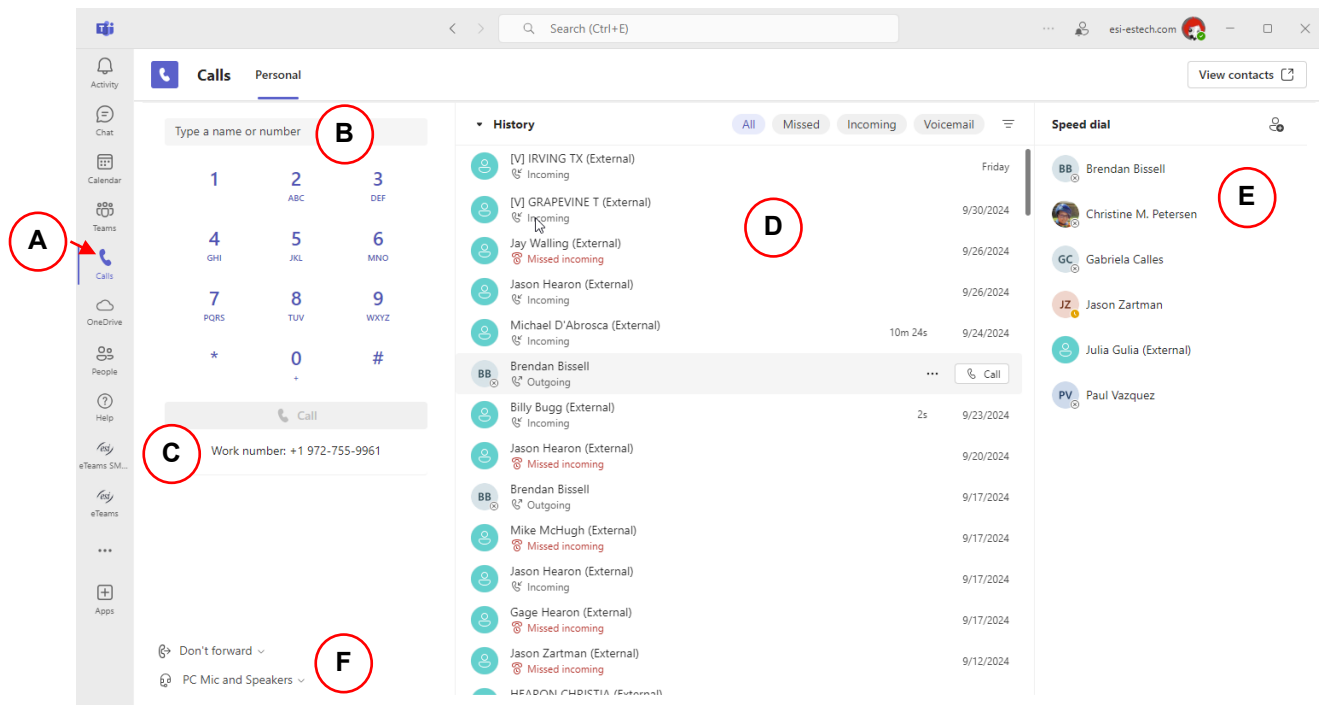 Search (Ctrl+E)
esi-estech.com
Activity
Chat
Calendar
Teams
Calls
OneDrive
People
Help
esi
eTeams SM...
esi
eTeams
Apps
A
Calls Personal
View contacts
Type a name or number
B
1 2 3
ABC DEF
4 5 6
GHI JKL MNO
7 8 9
PQRS TUV WXYZ
* 0 #
+
Call
C
Work number: +1 972-755-9961
Don't forward
PC Mic and Speakers
F
History All Missed Incoming Voicemail
[V] IRVING TX (External)
Incoming
Friday
[V] GRAPEVINE T (External)
Incoming
9/30/2024
D
Jay Walling (External)
Missed incoming
9/26/2024
Jason Hearon (External)
Incoming
9/26/2024
Michael D'Abrosca (External)
Incoming
10m 24s 9/24/2024
BB
Brendan Bissell
Outgoing
... Call
Billy Bugg (External)
Incoming
2s 9/23/2024
Jason Hearon (External)
Missed incoming
9/20/2024
BB
Brendan Bissell
Outgoing
9/17/2024
Mike McHugh (External)
Missed incoming
9/17/2024
Jason Hearon (External)
Incoming
9/17/2024
Gage Hearon (External)
Missed incoming
9/17/2024
Jason Zartman (External)
Missed incoming
9/12/2024
HEARON CHRISTIA (External)
Speed dial
BB Brendan Bissell
E
Christine M. Petersen
GC Gabriela Calles
JZ Jason Zartman
Julia Gulia (External)
PV Paul Vazquez